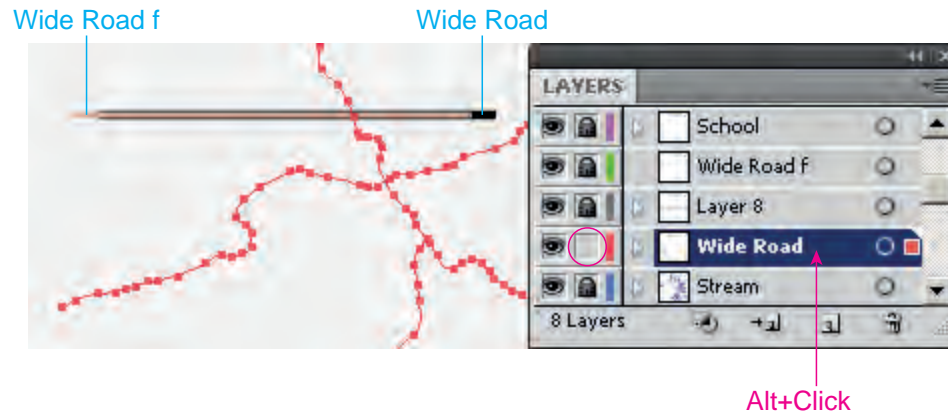 Wide Road f
Wide Road
LAYERS
School
Wide Road f
Layer 8
Wide Road
Stream
8 Layers
Alt+Click